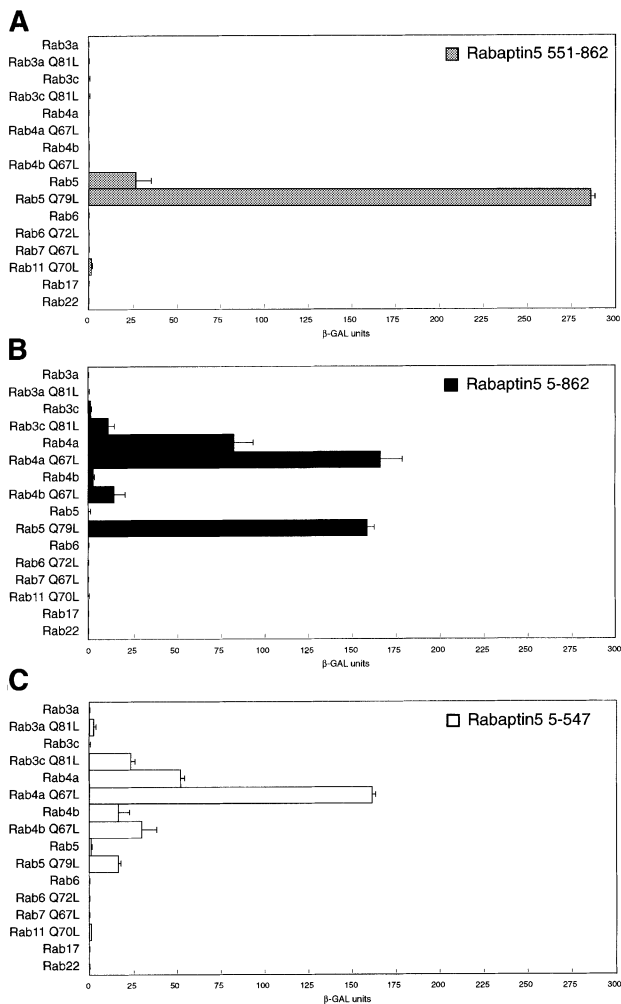 A
Rabaptin5 551-862
Rab3a
Rab3a Q81L
Rab3c
Rab3c Q81L
Rab4a
Rab4a Q67L
Rab4b
Rab4b Q67L
Rab5
Rab5 Q79L
Rab6
Rab6 Q72L
Rab7 Q67L
Rab11 Q70L
Rab17
Rab22
0 25 50 75 100 125 150 175 200 225 250 275 300
β-GAL units
B
Rabaptin5 5-862
Rab3a
Rab3a Q81L
Rab3c
Rab3c Q81L
Rab4a
Rab4a Q67L
Rab4b
Rab4b Q67L
Rab5
Rab5 Q79L
Rab6
Rab6 Q72L
Rab7 Q67L
Rab11 Q70L
Rab17
Rab22
0 25 50 75 100 125 150 175 200 225 250 275 300
β-GAL units
C
Rabaptin5 5-547
Rab3a
Rab3a Q81L
Rab3c
Rab3c Q81L
Rab4a
Rab4a Q67L
Rab4b
Rab4b Q67L
Rab5
Rab5 Q79L
Rab6
Rab6 Q72L
Rab7 Q67L
Rab11 Q70L
Rab17
Rab22
0 25 50 75 100 125 150 175 200 225 250 275 300
β-GAL units